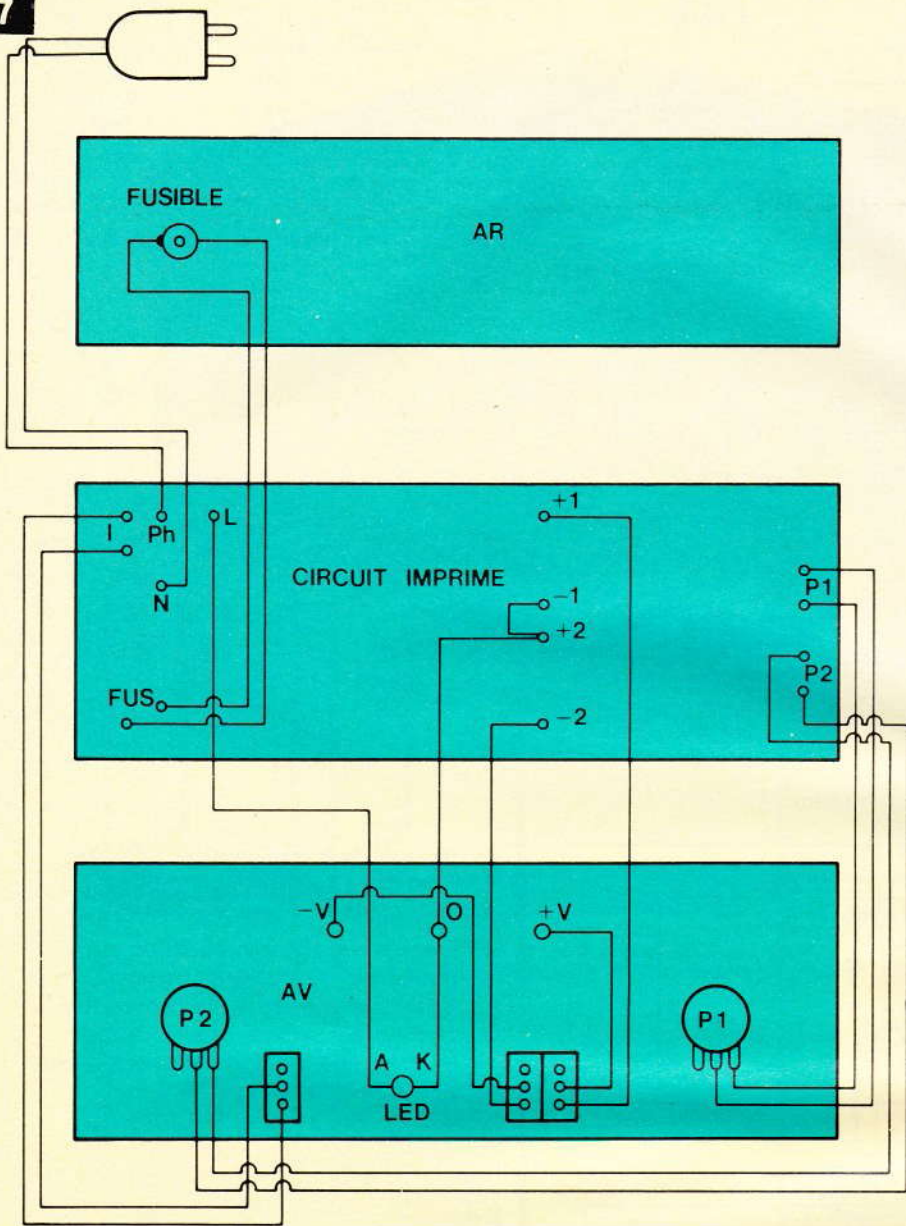 7
FUSIBLE
AR
I
Ph
L
+1
N
CIRCUIT IMPRIME
-1
+2
P1
P2
FUS
-2
-V
O
+V
AV
P2
P1
A
K
LED